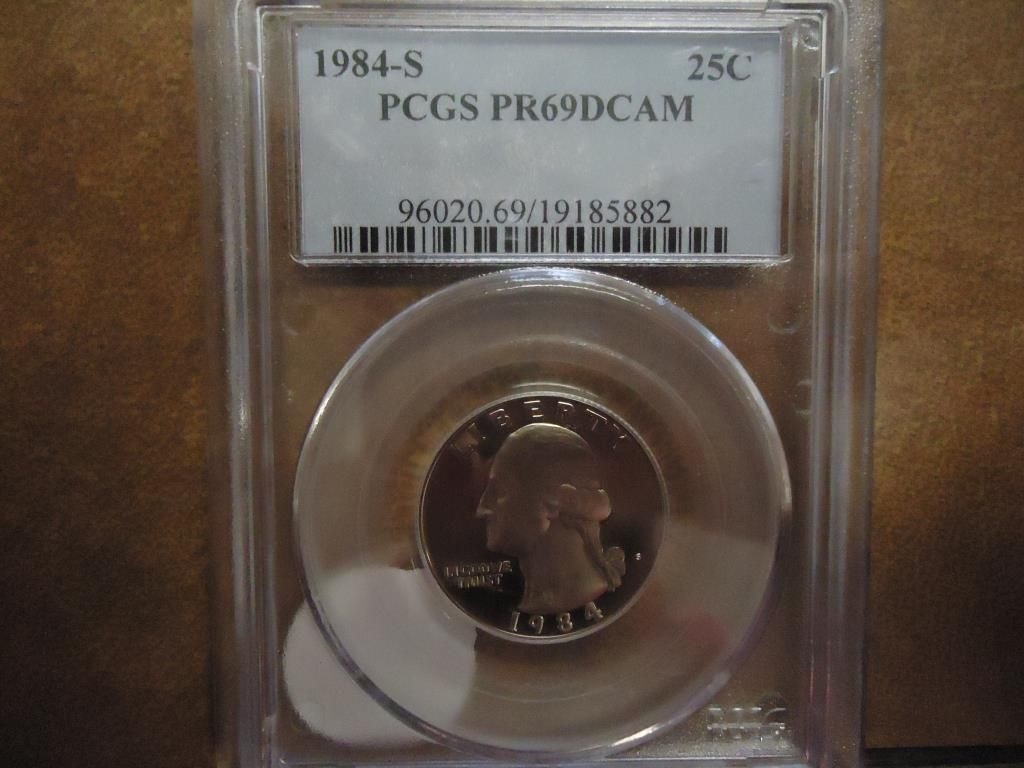 1984-S 25C
PCGS PR69DCAM
96020.69/19185882
LIBERTY
IN GOD WE
TRUST
S
1984